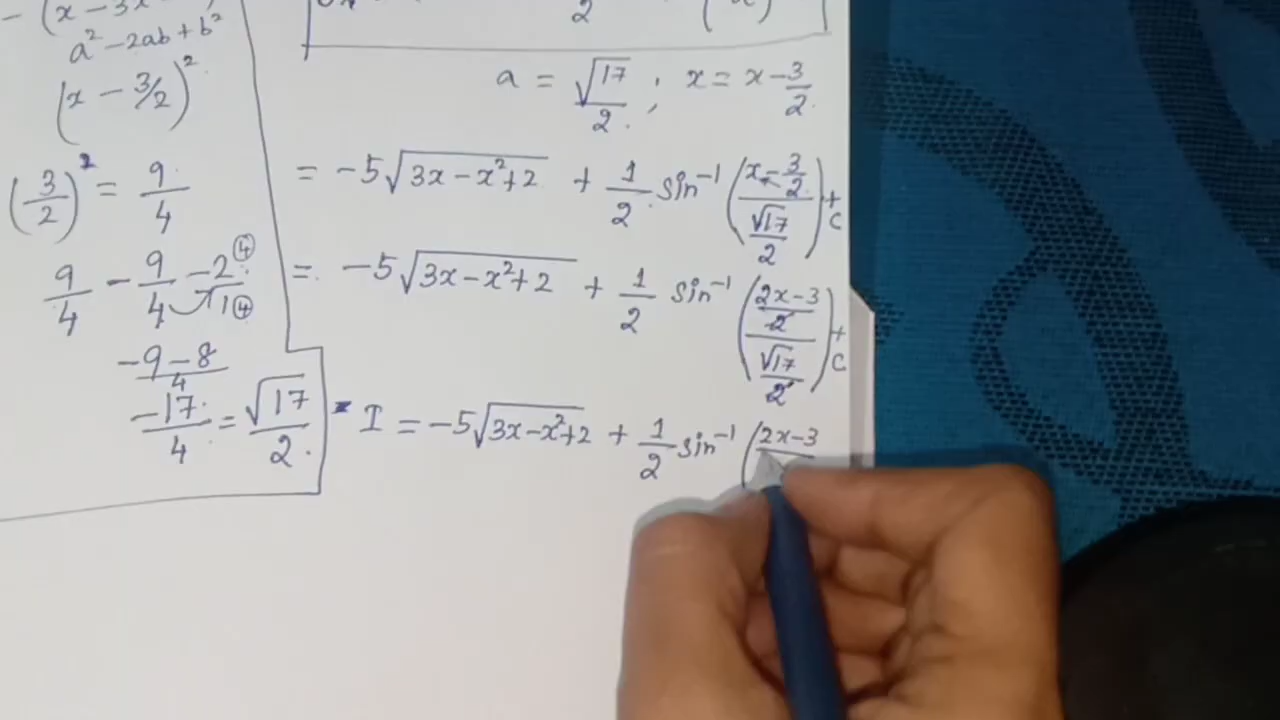 - (x - 3x
a² - 2ab + b²
(x - 3/2)²
(3/2)² = 9/4
9/4 - 9/4 - 2④/1④
-9-8/4
-17/4 = √17/2
2 (x)
a = √17/2 ; x = x - 3/2
= -5√3x-x²+2 + 1/2 sin⁻¹ (x - 3/2 / √17/2) + c
= -5√3x-x²+2 + 1/2 sin⁻¹ (2x-3/2 / √17/2) + c
I = -5√3x-x²+2 + 1/2 sin⁻¹ (2x-3